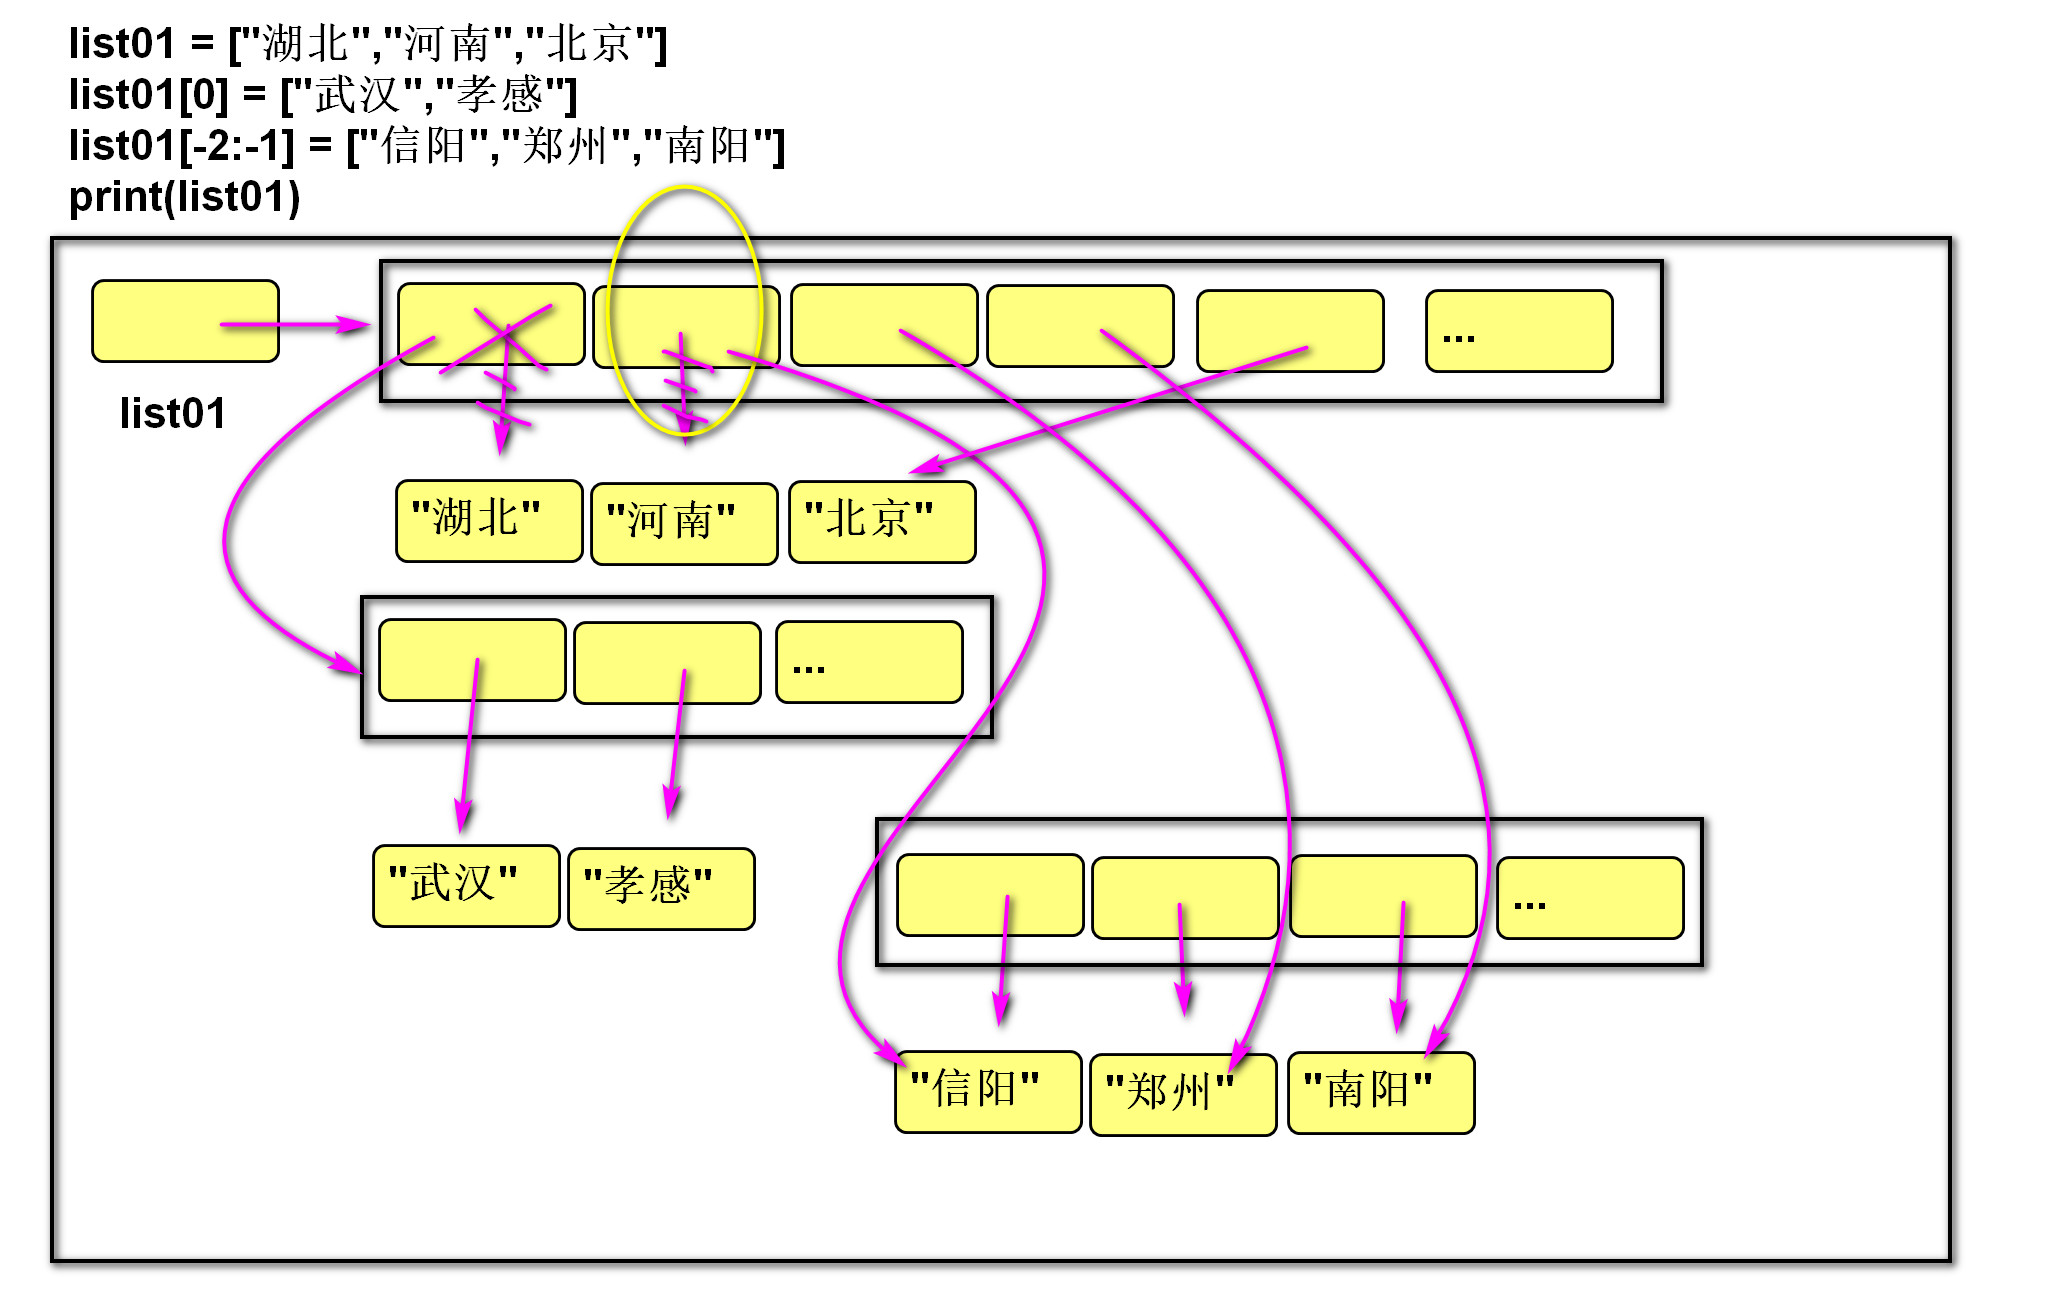 list01 = ["湖北","河南","北京"]
list01[0] = ["武汉","孝感"]
list01[-2:-1] = ["信阳","郑州","南阳"]
print(list01)
...
list01
"湖北" "河南" "北京"
...
"武汉" "孝感"
...
"信阳" "郑州" "南阳"